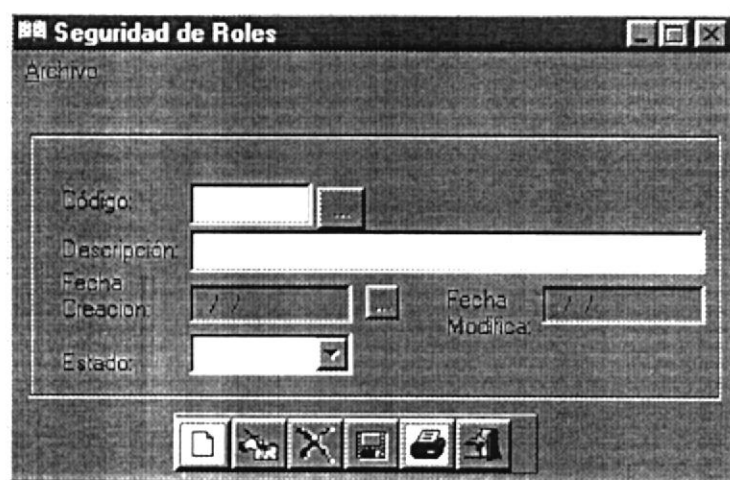 Seguridad de Roles
Archivo
Código:
...
Descripción:
Fecha
Creacion:
/ /
...
Fecha
Modifica:
/ /
Estado: